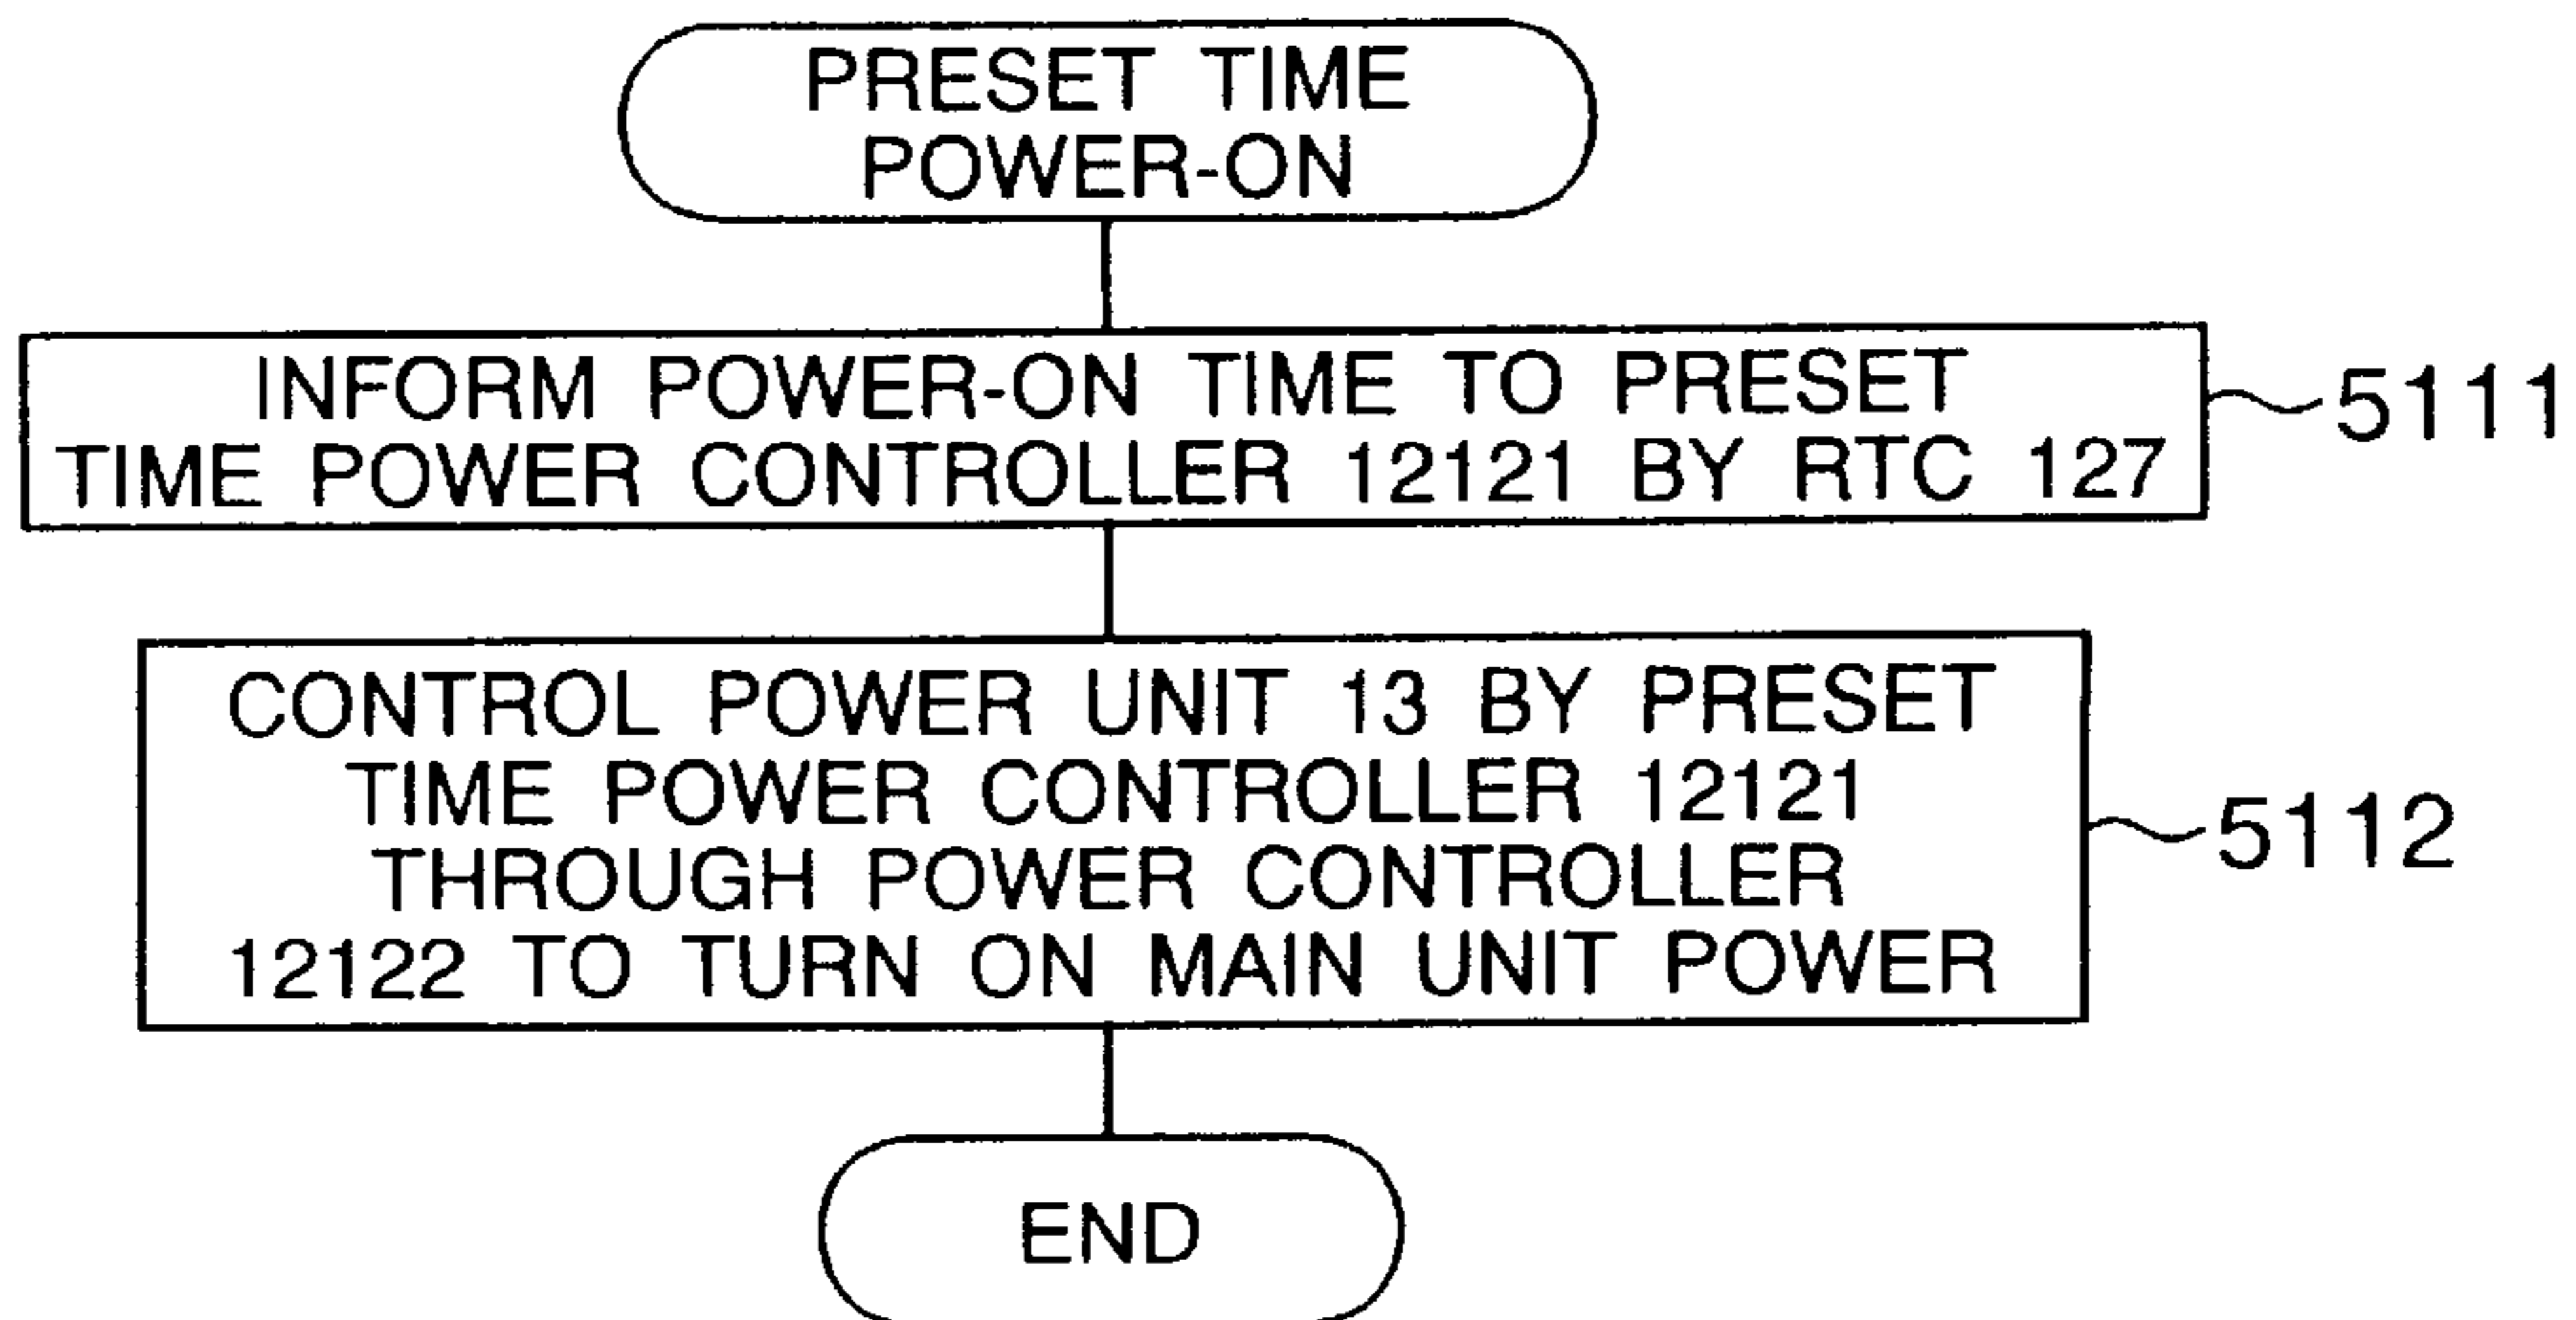 PRESET TIME
POWER-ON
INFORM POWER-ON TIME TO PRESET
TIME POWER CONTROLLER 12121 BY RTC 127
5111
CONTROL POWER UNIT 13 BY PRESET
TIME POWER CONTROLLER 12121
THROUGH POWER CONTROLLER
12122 TO TURN ON MAIN UNIT POWER
5112
END